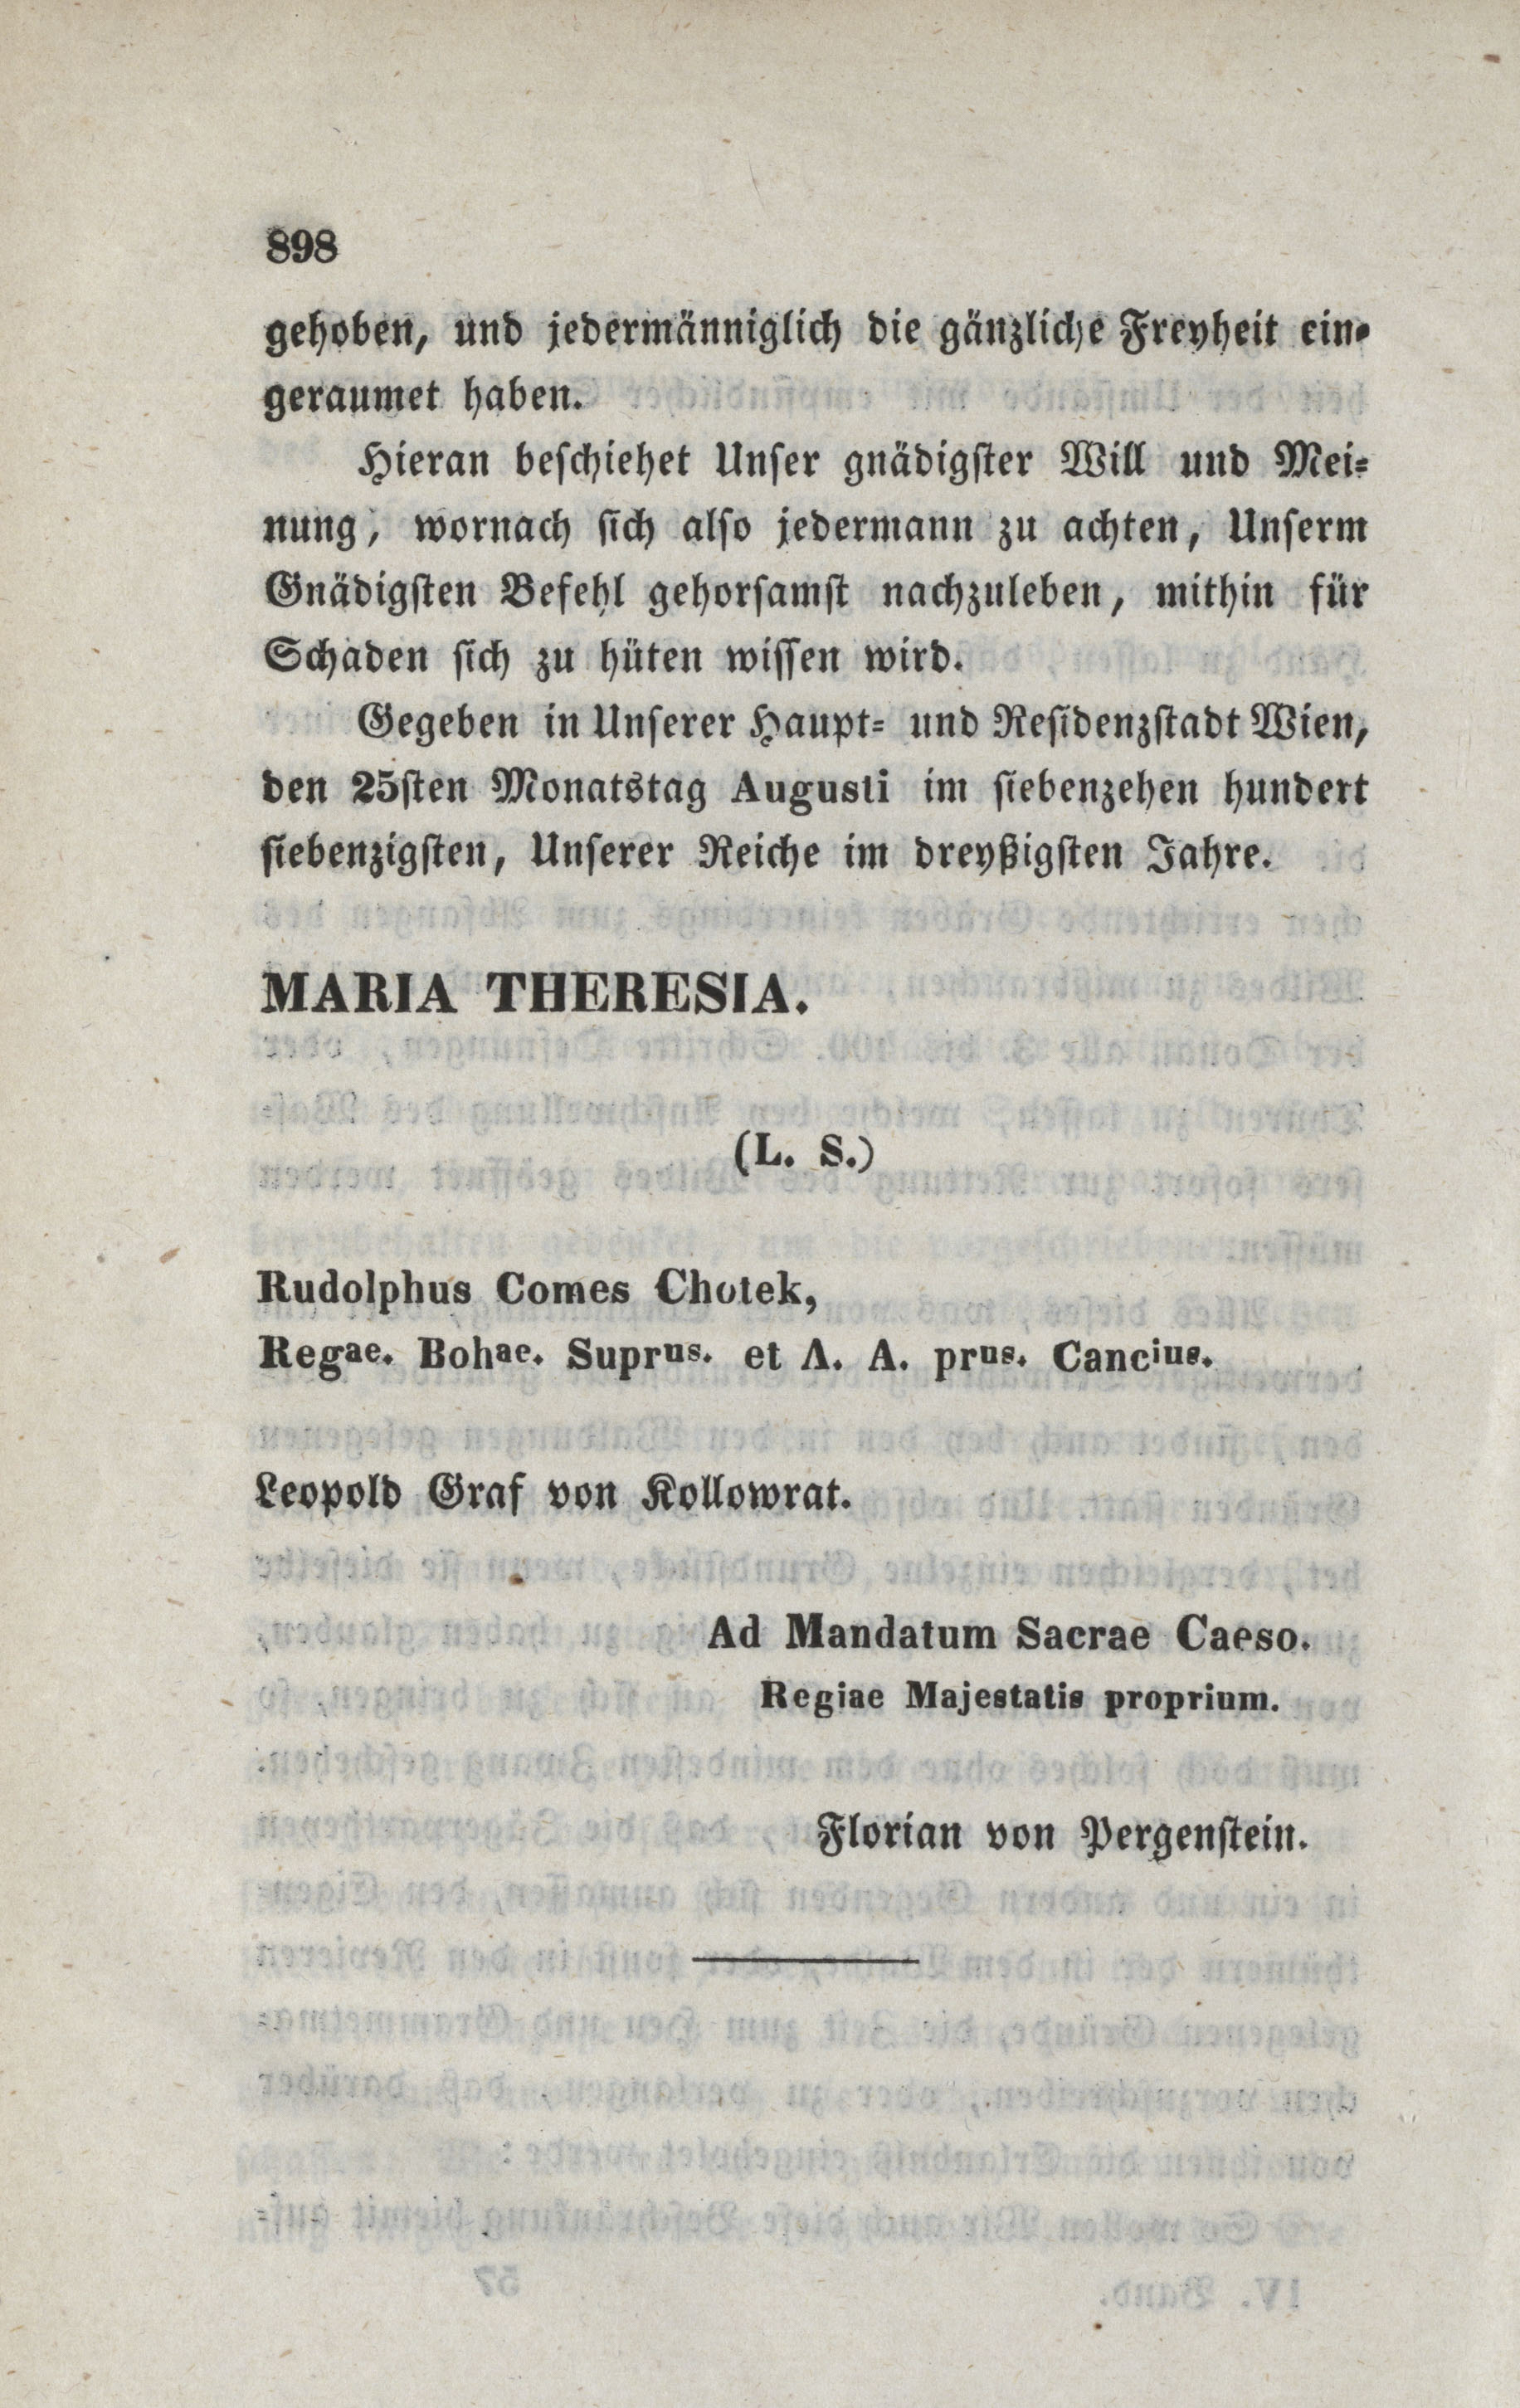 898
gehoben, und jedermänniglich die gänzliche Freyheit ein-
geraumet haben.
Hieran beschiehet Unser gnädigster Will und Mei-
nung, wornach sich also jedermann zu achten, Unserm
Gnädigsten Befehl gehorsamst nachzuleben, mithin für
Schaden sich zu hüten wissen wird.
Gegeben in Unserer Haupt- und Residenzstadt Wien,
den 25sten Monatstag Augusti im siebenzehen hundert
siebenzigsten, Unserer Reiche im dreyßigsten Jahre.
MARIA THERESIA.
(L. S.)
Rudolphus Comes Chotek,
Regae. Bohae. Suprus. et A. A. prus. Cancius.
Leopold Graf von Kollowrat.
Ad Mandatum Sacrae Caeso.
Regiae Majestatis proprium.
Florian von Pergenstein.